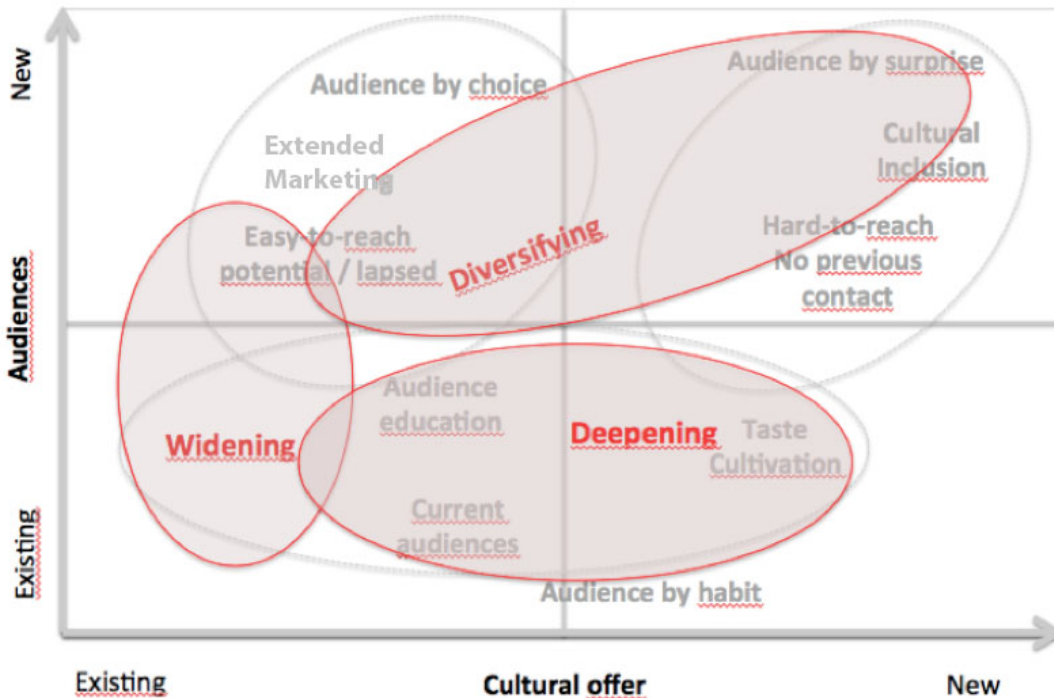 New
Audience by choice
Audience by surprise
Extended
Marketing
Cultural
Inclusion
Easy-to-reach
potential / lapsed
Diversifying
Hard-to-reach
No previous
contact
Audiences
Audience
education
Widening
Deepening
Taste
Cultivation
Current
audiences
Existing
Audience by habit
Existing
Cultural offer
New